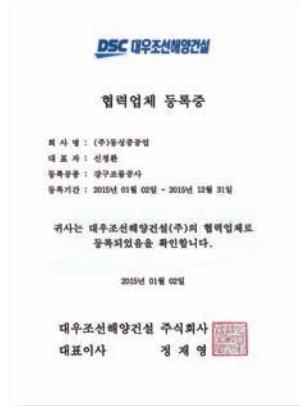 DSC 대우조선해양건설
협력업체 등록증
회 사 명 : (주)동성중공업
대 표 자 : 신정환
등록공종 : 강구조물공사
등록기간 : 2015년 01월 02일 - 2015년 12월 31일
귀사는 대우조선해양건설(주)의 협력업체로
등록되었음을 확인합니다.
2015년 01월 02일
대우조선해양건설 주식회사
대표이사 정 재 영